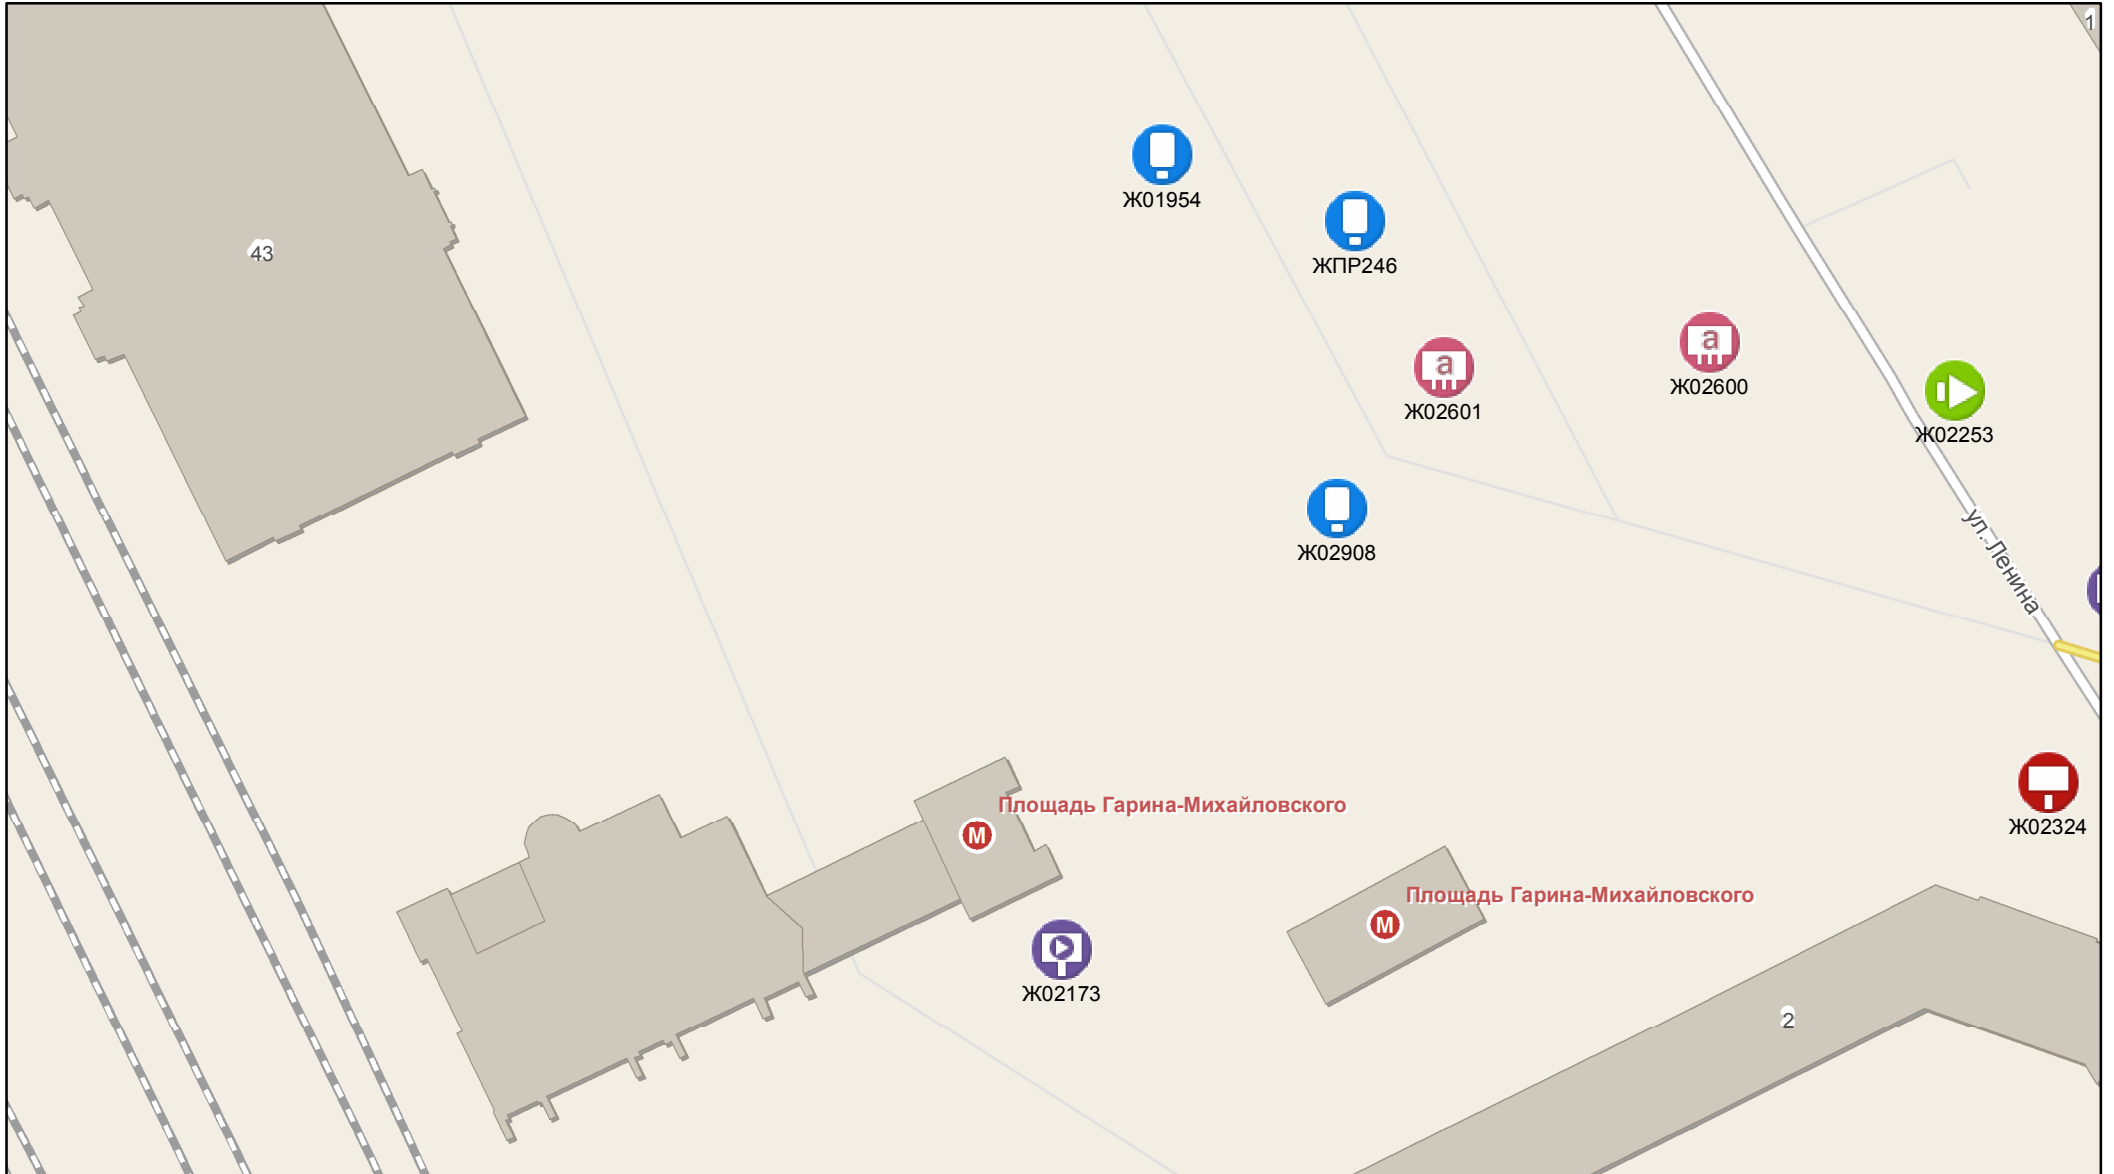 1
Ж01954
43
ЖПР246
a
Ж02600
a
Ж02601
Ж02253
ул. Ленина
Ж02908
Площадь Гарина-Михайловского
М
Ж02324
Площадь Гарина-Михайловского
М
Ж02173
2